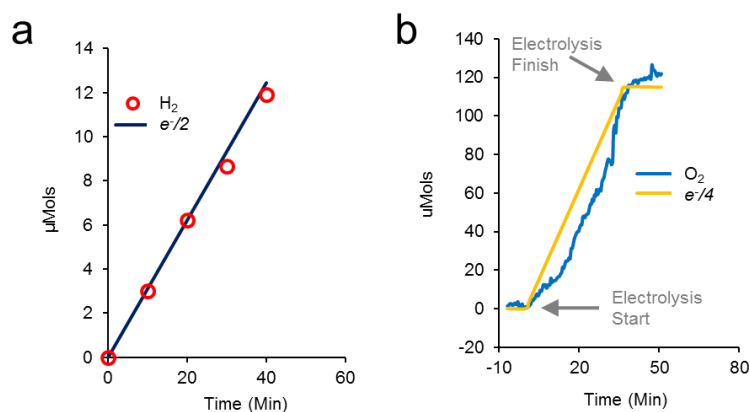 a
14
12
10
8
6
4
2
0
µMols
H2
e-/2
0
20
40
60
Time (Min)
b
140
120
100
80
60
40
20
0
-20
uMols
Electrolysis
Finish
O2
e-/4
Electrolysis
Start
-10
20
50
80
Time (Min)